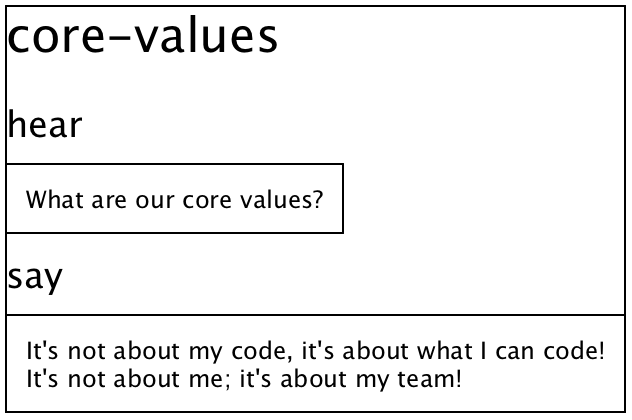 core-values
hear
What are our core values?
say
It's not about my code, it's about what I can code!
It's not about me; it's about my team!